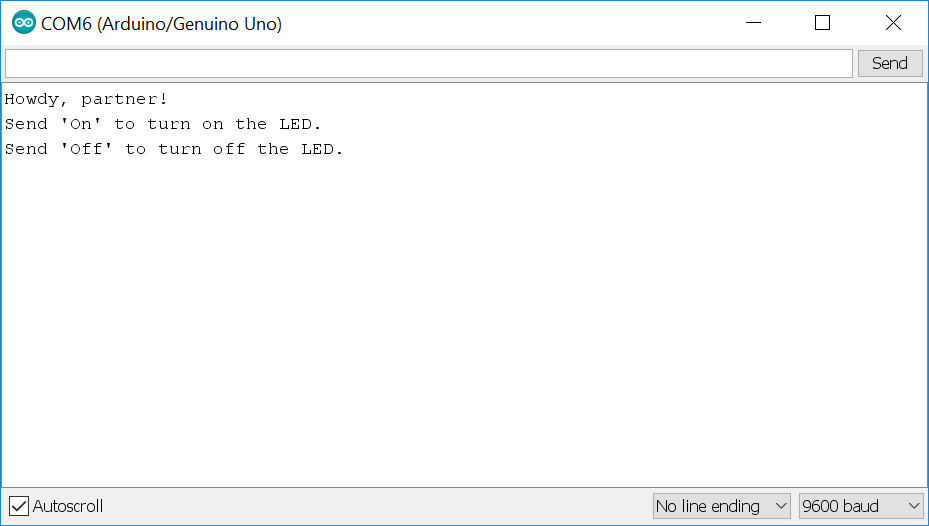 COM6 (Arduino/Genuino Uno)
Send
Howdy, partner!
Send 'On' to turn on the LED.
Send 'Off' to turn off the LED.
Autoscroll
No line ending
9600 baud